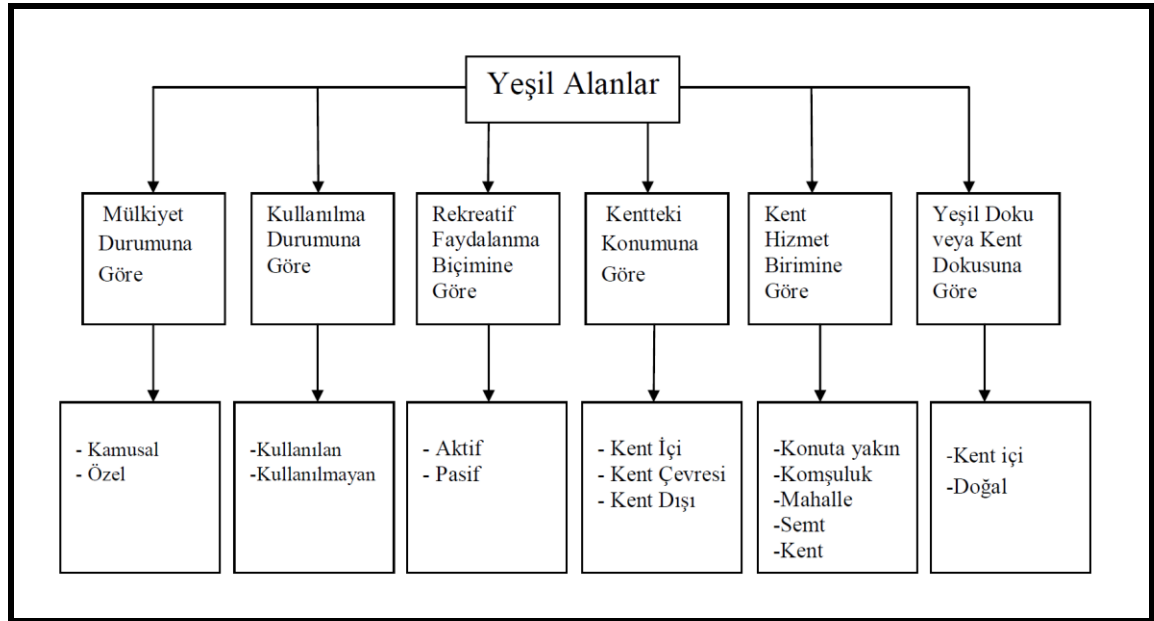 Yeşil Alanlar
Mülkiyet
Durumuna
Göre
Kullanılma
Durumuna
Göre
Rekreatif
Faydalanma
Biçimine
Göre
Kentteki
Konumuna
Göre
Kent
Hizmet
Birimine
Göre
Yeşil Doku
veya Kent
Dokusuna
Göre
- Kamusal
- Özel
-Kullanılan
-Kullanılmayan
- Aktif
- Pasif
- Kent İçi
- Kent Çevresi
- Kent Dışı
-Konuta yakın
-Komşuluk
-Mahalle
-Semt
-Kent
-Kent içi
-Doğal